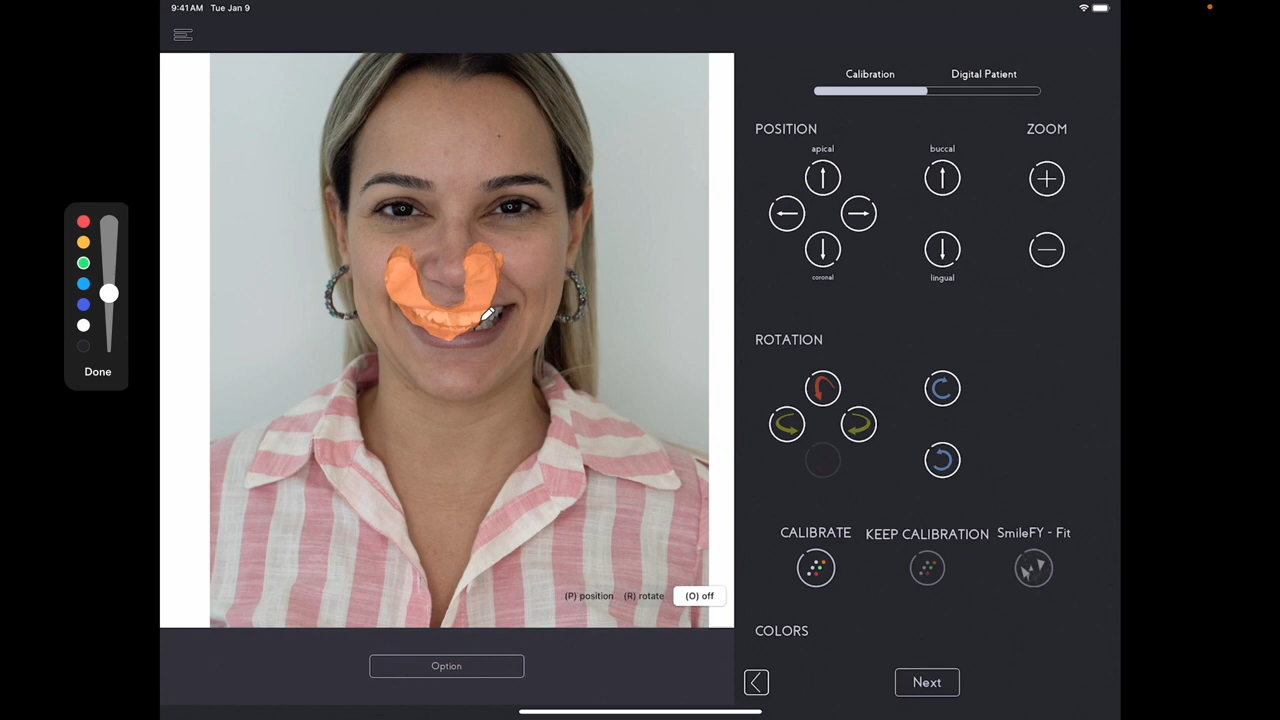 9:41 AM Tue Jan 9
Calibration Digital Patient
POSITION ZOOM
apical buccal
coronal lingual
ROTATION
Done
CALIBRATE KEEP CALIBRATION SmileFY - Fit
(P) position (R) rotate (O) off
COLORS
Option
Next